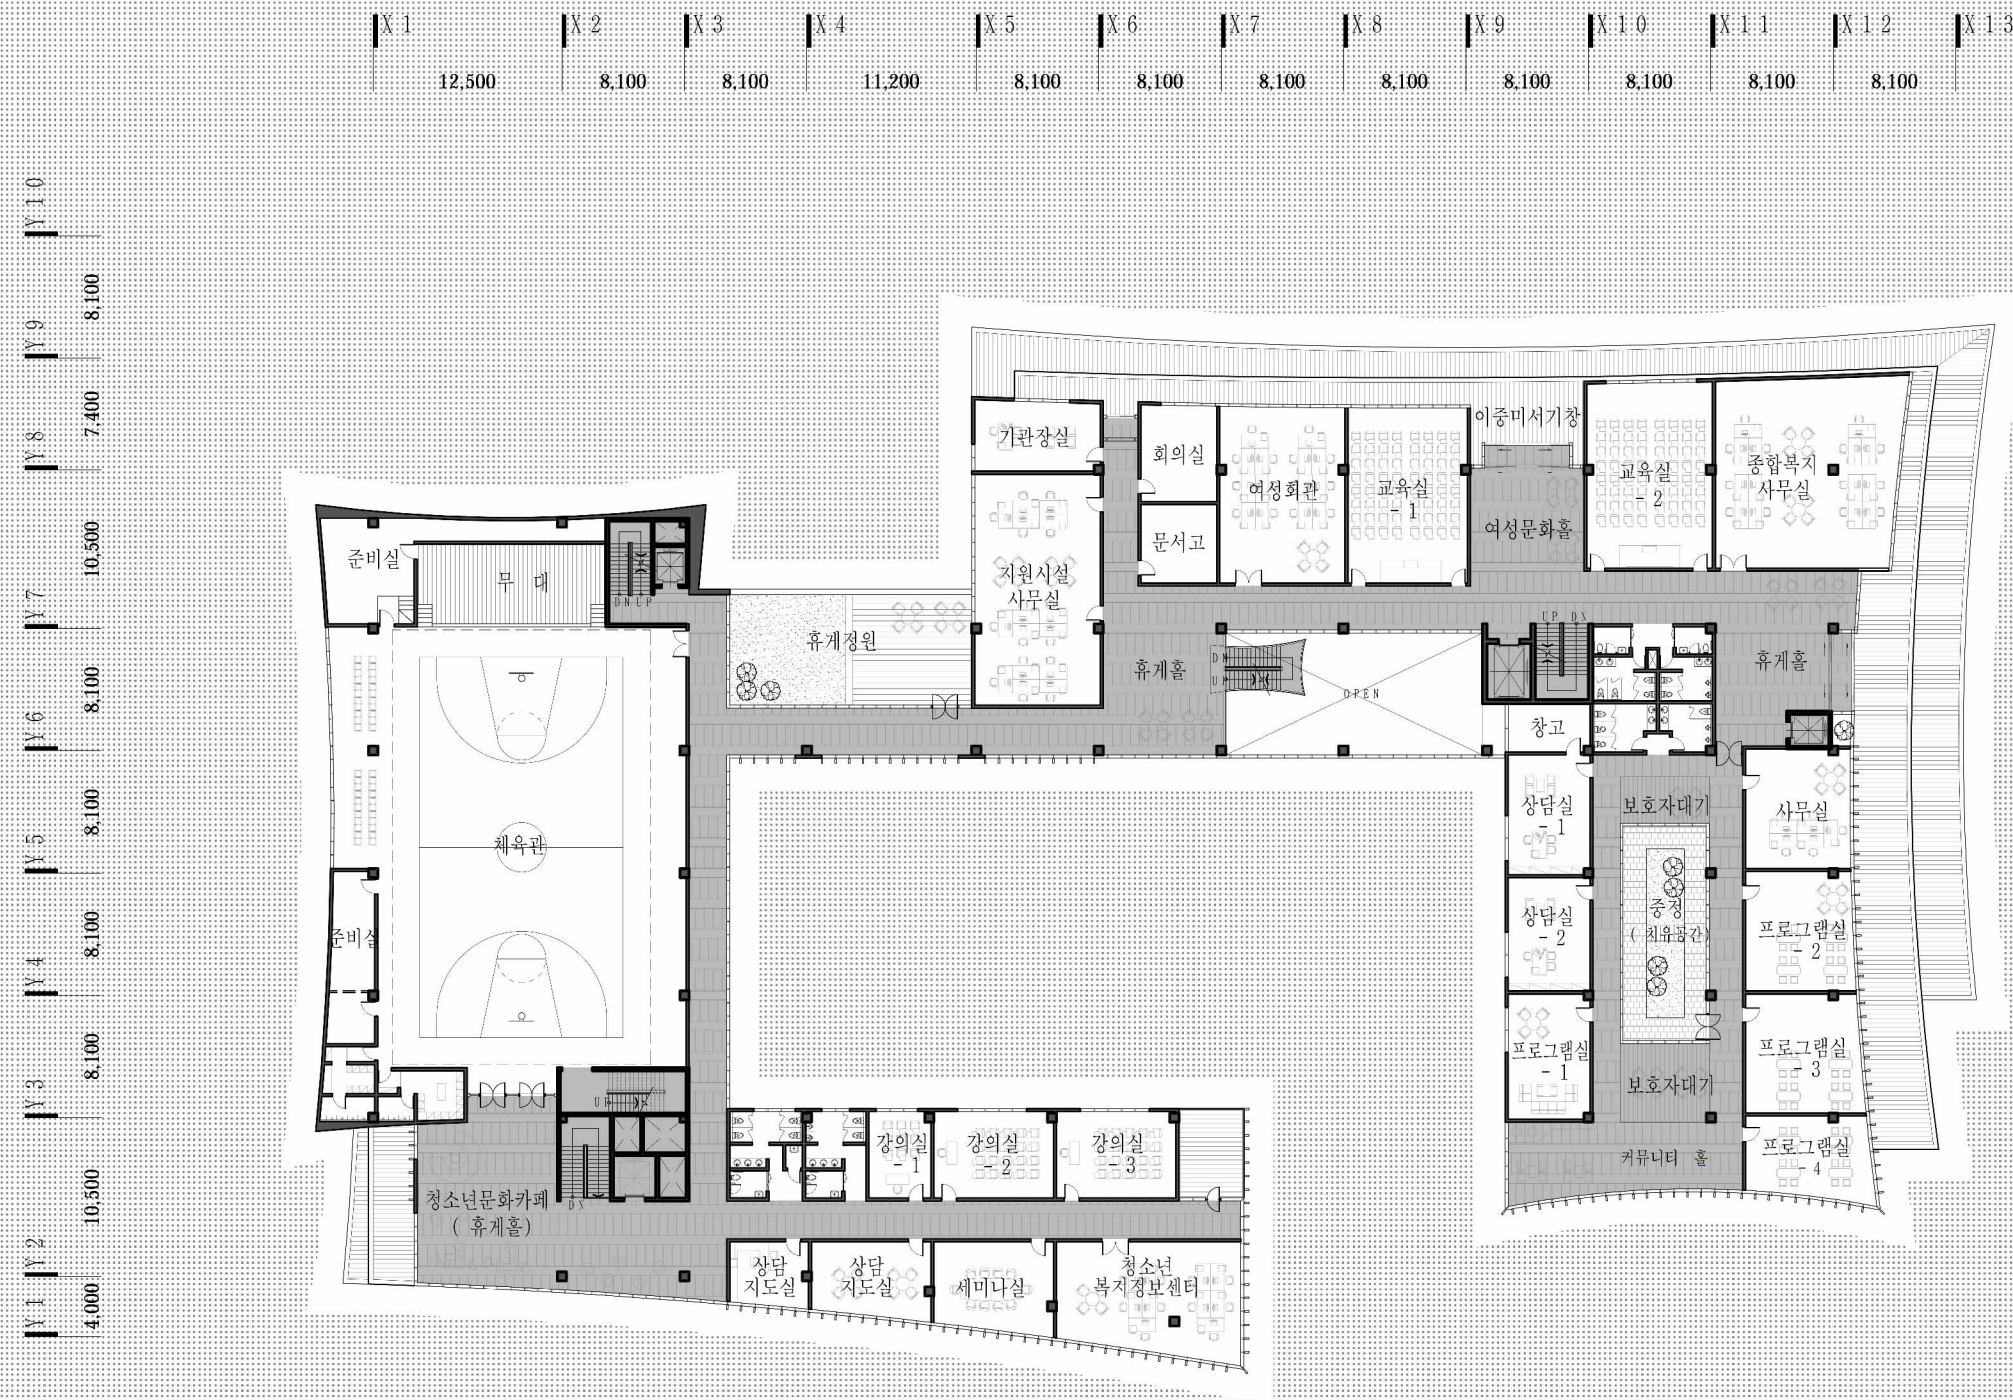 X1
X2
X3
X4
X5
X6
X7
X8
X9
X10
X11
X12
X13
12,500
8,100
8,100
11,200
8,100
8,100
8,100
8,100
8,100
8,100
8,100
8,100
Y10
8,100
Y9
7,400
Y8
10,500
Y7
8,100
Y6
8,100
Y5
8,100
Y4
8,100
Y3
10,500
Y2
4,000
Y1
기관장실
회의실
여성회관
교육실
- 1
이중미서기창
교육실
- 2
종합복지
사무실
문서고
여성문화홀
지원시설
사무실
준비실
무 대
DN UP
휴게정원
휴게홀
DN
UP
OPEN
UP DN
휴게홀
창고
체육관
준비실
상담실
- 1
보호자대기
사무실
상담실
- 2
중정
( 치유공간)
프로그램실
- 2
프로그램실
- 1
프로그램실
- 3
보호자대기
UP
강의실
- 1
강의실
- 2
강의실
- 3
커뮤니티 홀
프로그램실
- 4
청소년문화카페
( 휴게홀)
DN
상담
지도실
상담
지도실
세미나실
청소년
복지정보센터